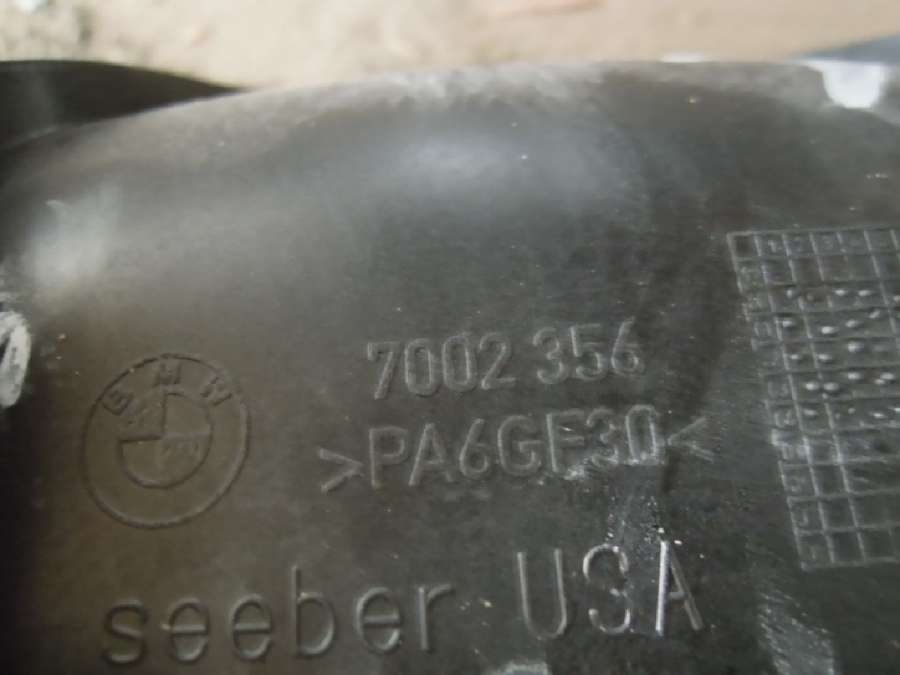 7002 356
BMW
>PA6GF30<
seeber USA